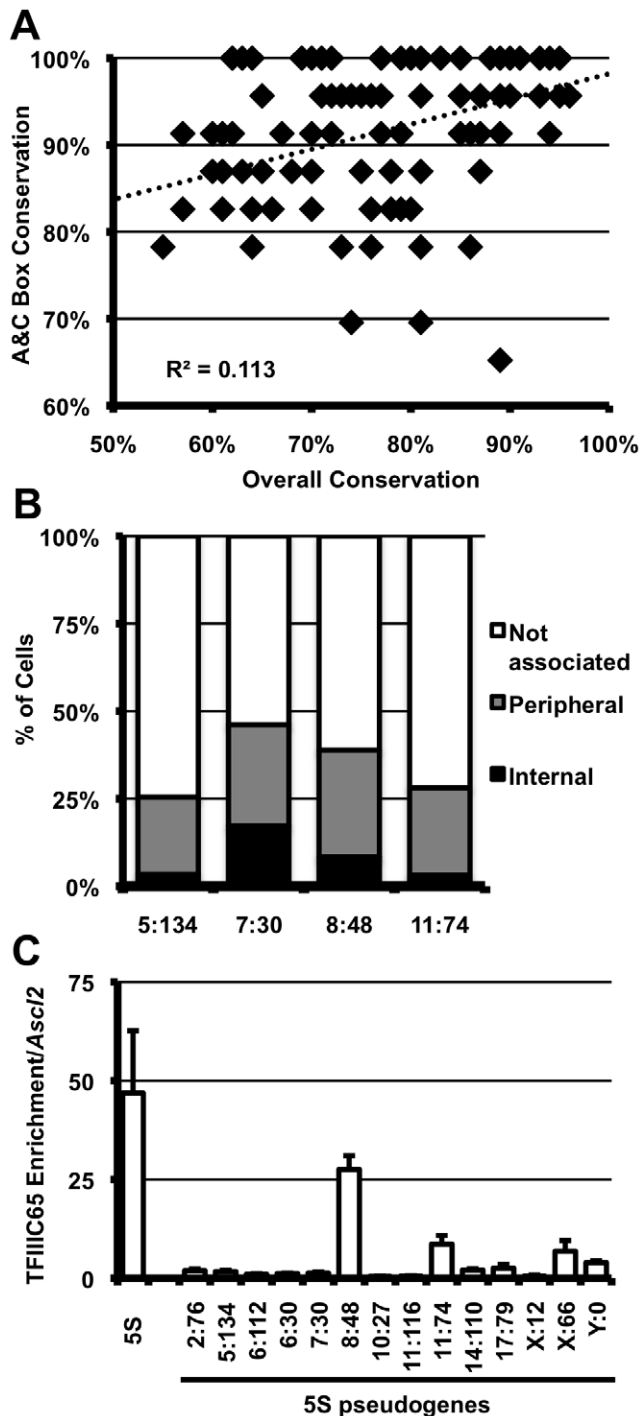 A
100%
90%
80%
70%
60%
A&C Box Conservation
R² = 0.113
50% 60% 70% 80% 90% 100%
Overall Conservation
B
100%
75%
50%
25%
0%
% of Cells
Not associated
Peripheral
Internal
5:134 7:30 8:48 11:74
C
75
50
25
0
TFIIIC65 Enrichment/Ascl2
5S 2:76 5:134 6:112 6:30 7:30 8:48 10:27 11:116 11:74 14:110 17:79 X:12 X:66 Y:0
5S pseudogenes